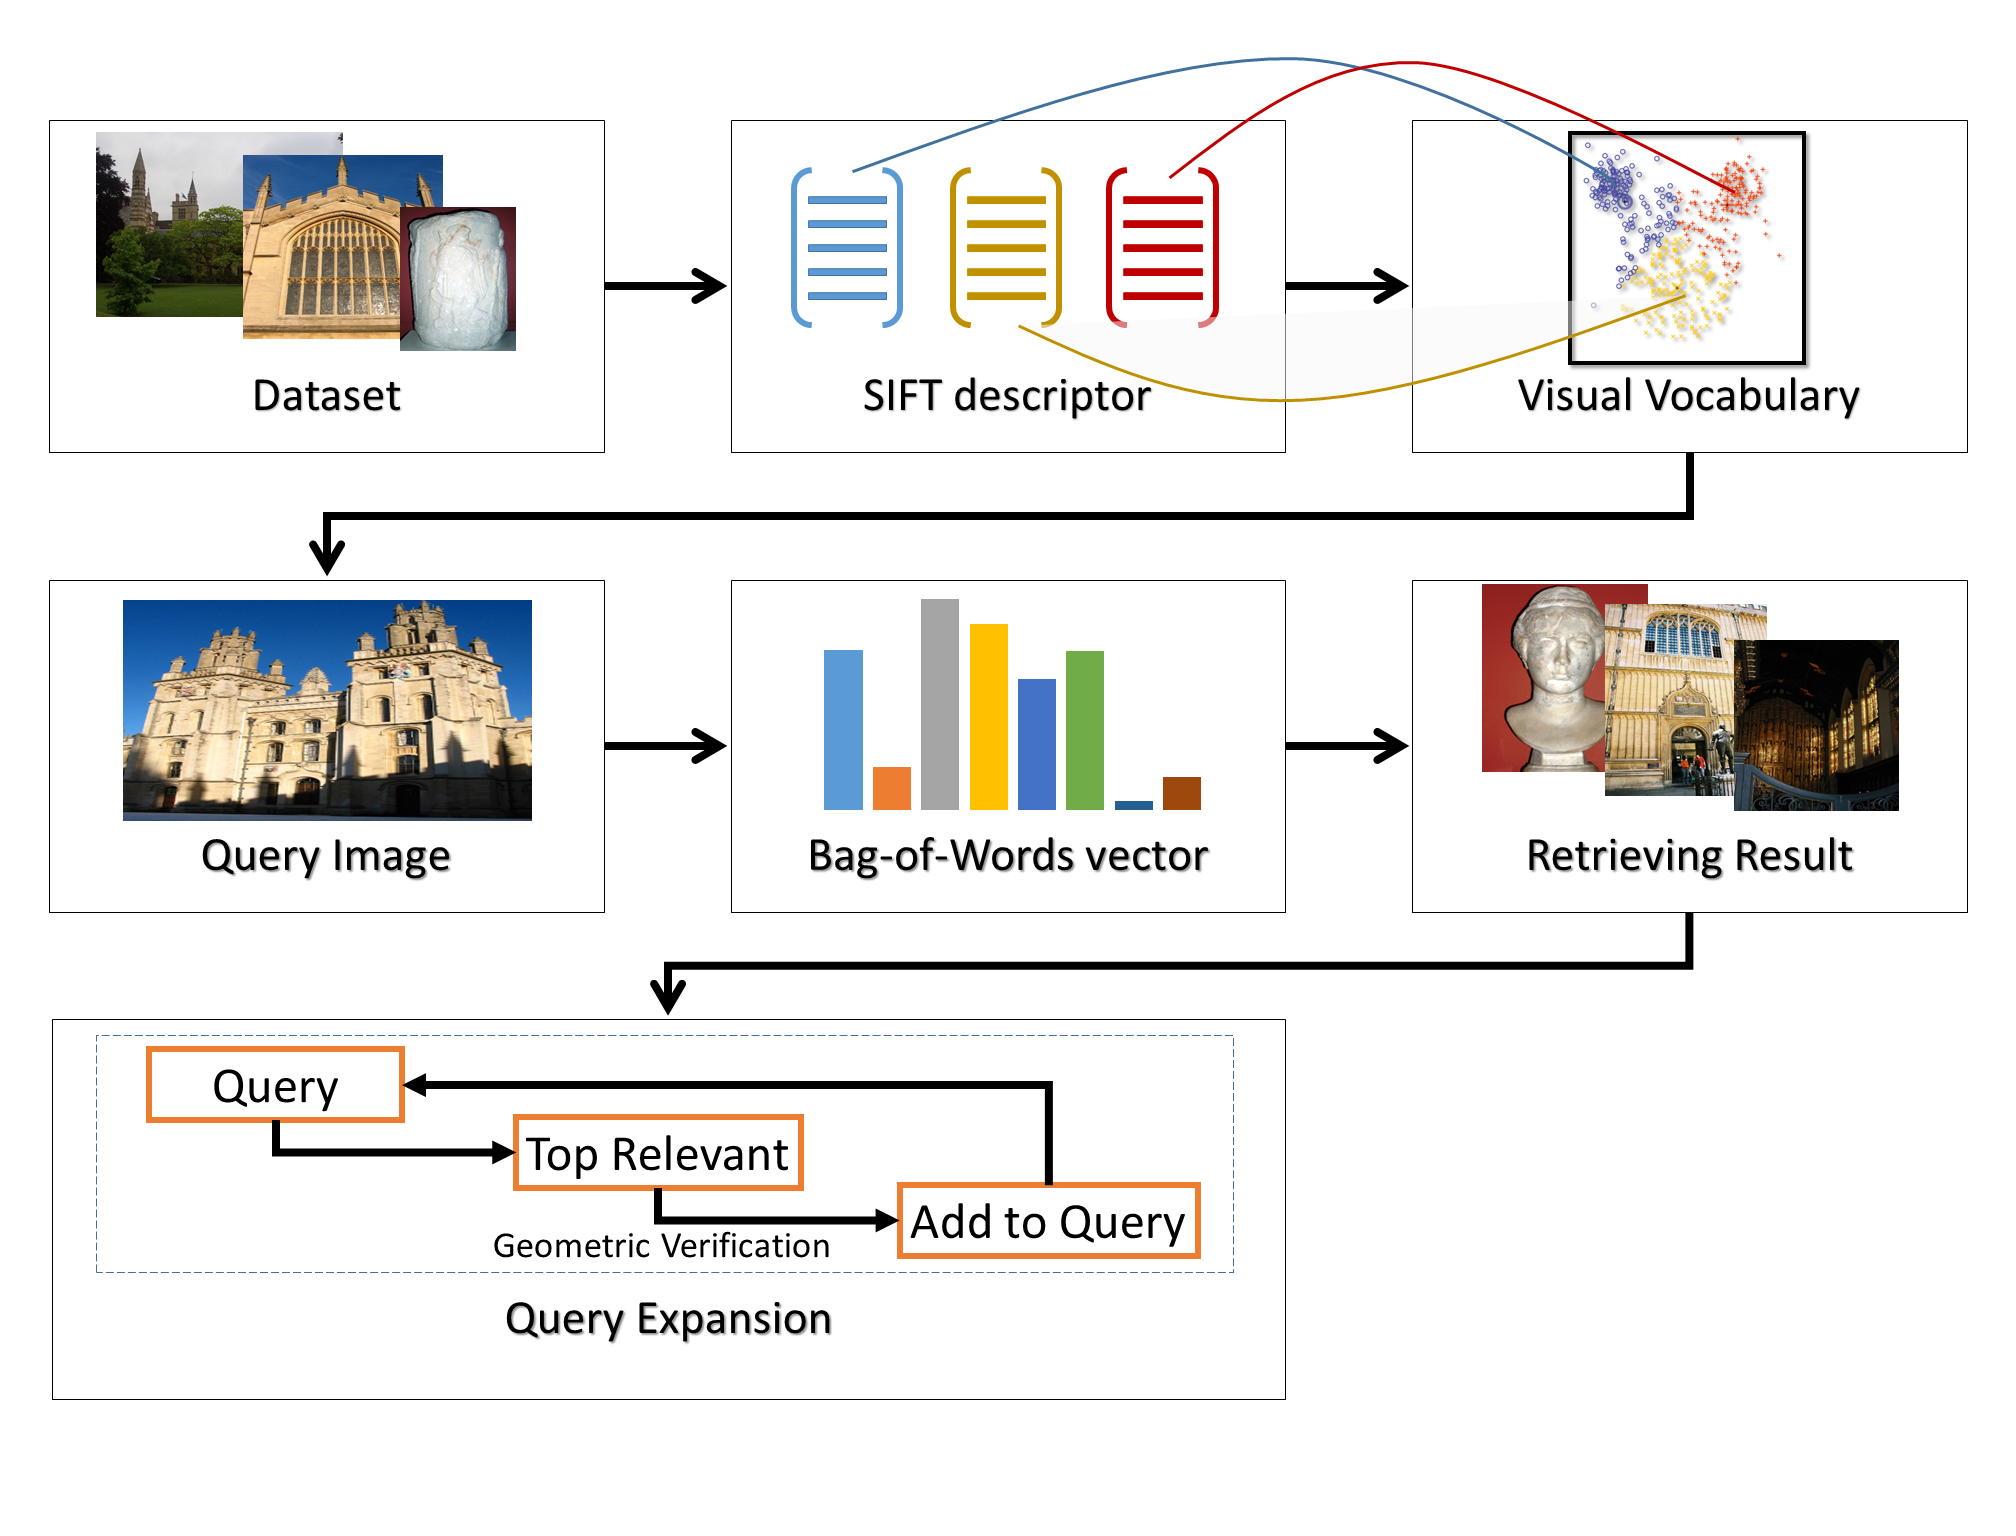 Dataset
SIFT descriptor
Visual Vocabulary
Query Image
Bag-of-Words vector
Retrieving Result
Query
Top Relevant
Add to Query
Geometric Verification
Query Expansion